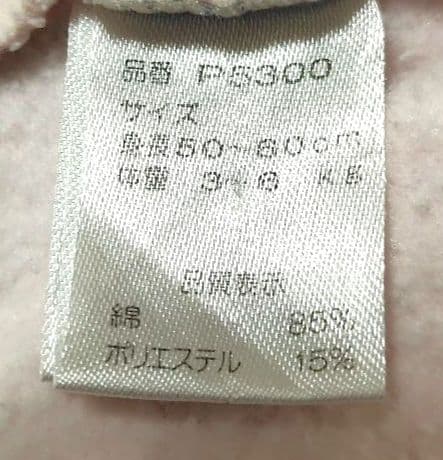 品番 P5300
サイズ
身長50~60cm
体重 3~6 KG
品質表示
綿 85%
ポリエステル 15%